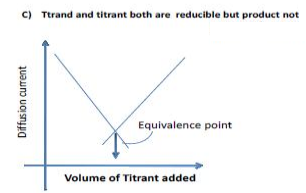 C) Ttrand and titrant both are reducible but product not
Diffusion current
Equivalence point
Volume of Titrant added